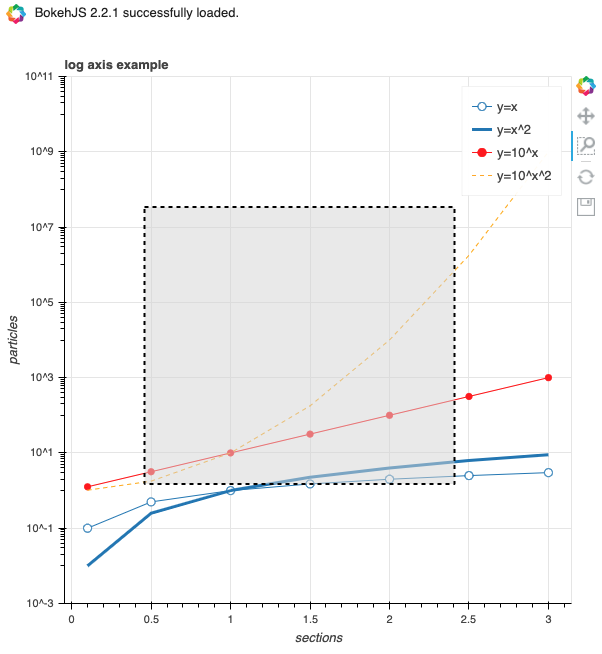 BokehJS 2.2.1 successfully loaded.
log axis example
10^11
10^9
10^7
10^5
10^3
10^1
10^-1
10^-3
particles
y=x
y=x^2
y=10^x
y=10^x^2
0
0.5
1
1.5
2
2.5
3
sections